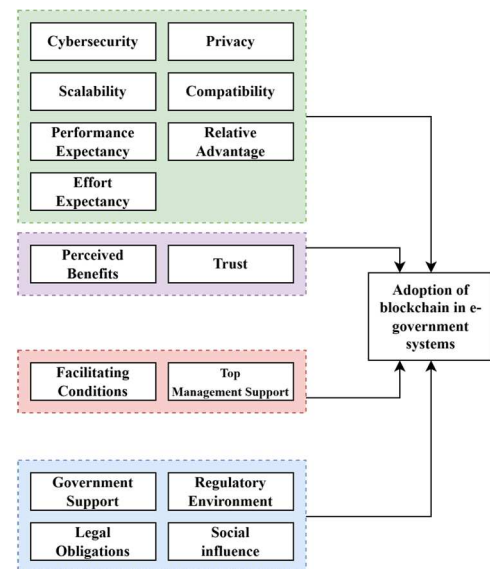 Cybersecurity
Privacy
Scalability
Compatibility
Performance
Expectancy
Relative
Advantage
Effort
Expectancy
Perceived
Benefits
Trust
Adoption of
blockchain in e-
government
systems
Facilitating
Conditions
Top
Management Support
Government
Support
Regulatory
Environment
Legal
Obligations
Social
influence